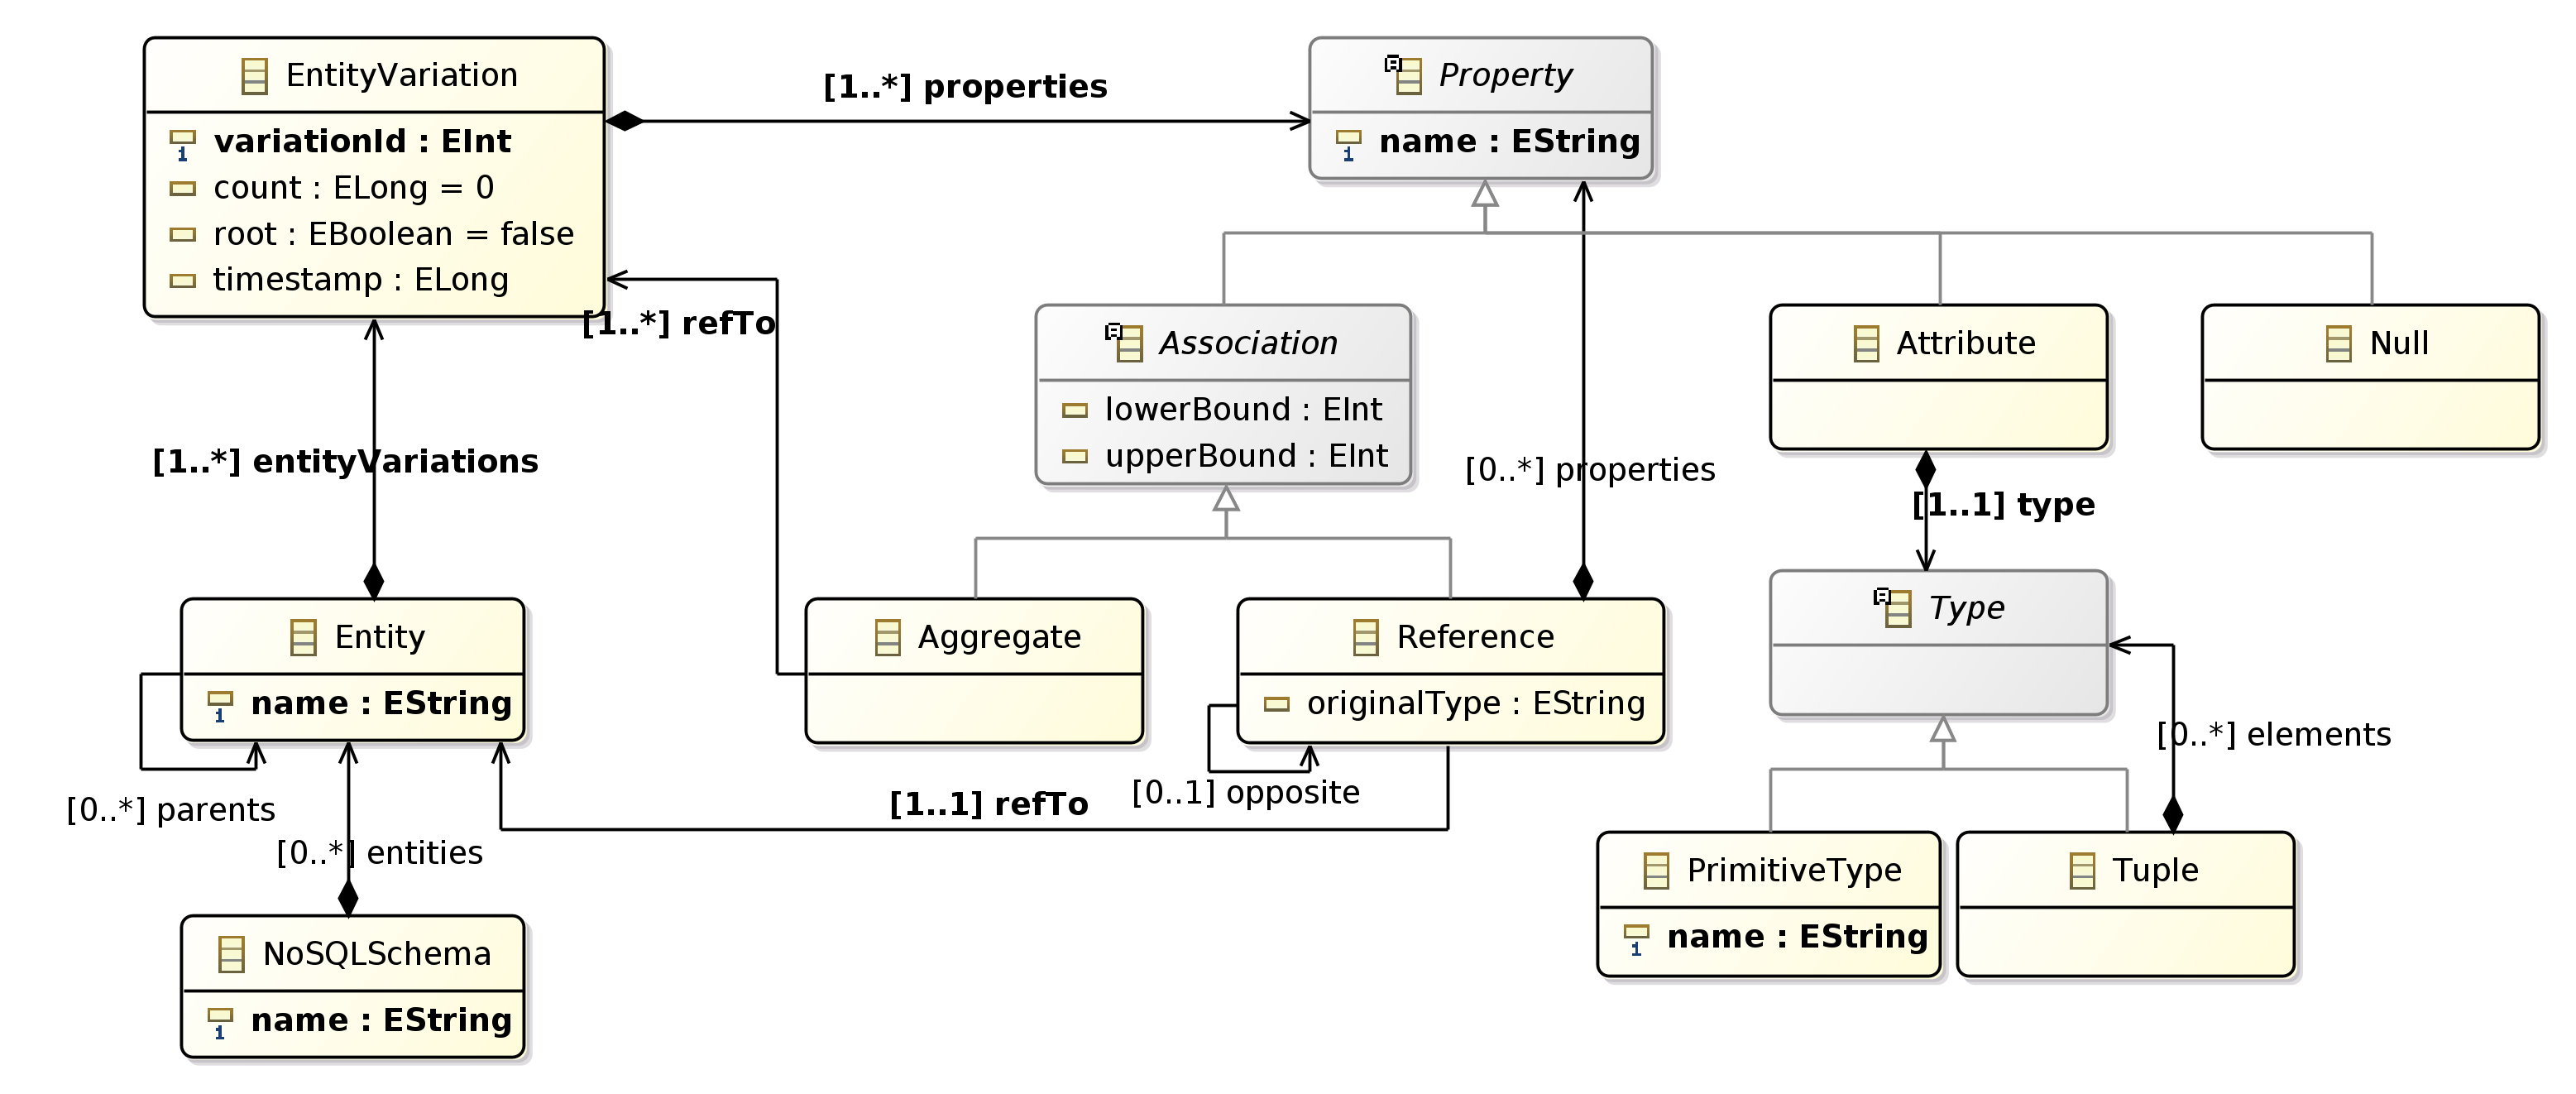 EntityVariation
variationId : EInt
count : ELong = 0
root : EBoolean = false
timestamp : ELong
[1..*] properties
Property
name : EString
[1..*] refTo
Association
lowerBound : EInt
upperBound : EInt
Attribute
Null
[1..*] entityVariations
[0..*] properties
[1..1] type
Entity
name : EString
Aggregate
Reference
originalType : EString
Type
[0..*] parents
[0..*] entities
[1..1] refTo
[0..1] opposite
[0..*] elements
NoSQLSchema
name : EString
PrimitiveType
name : EString
Tuple